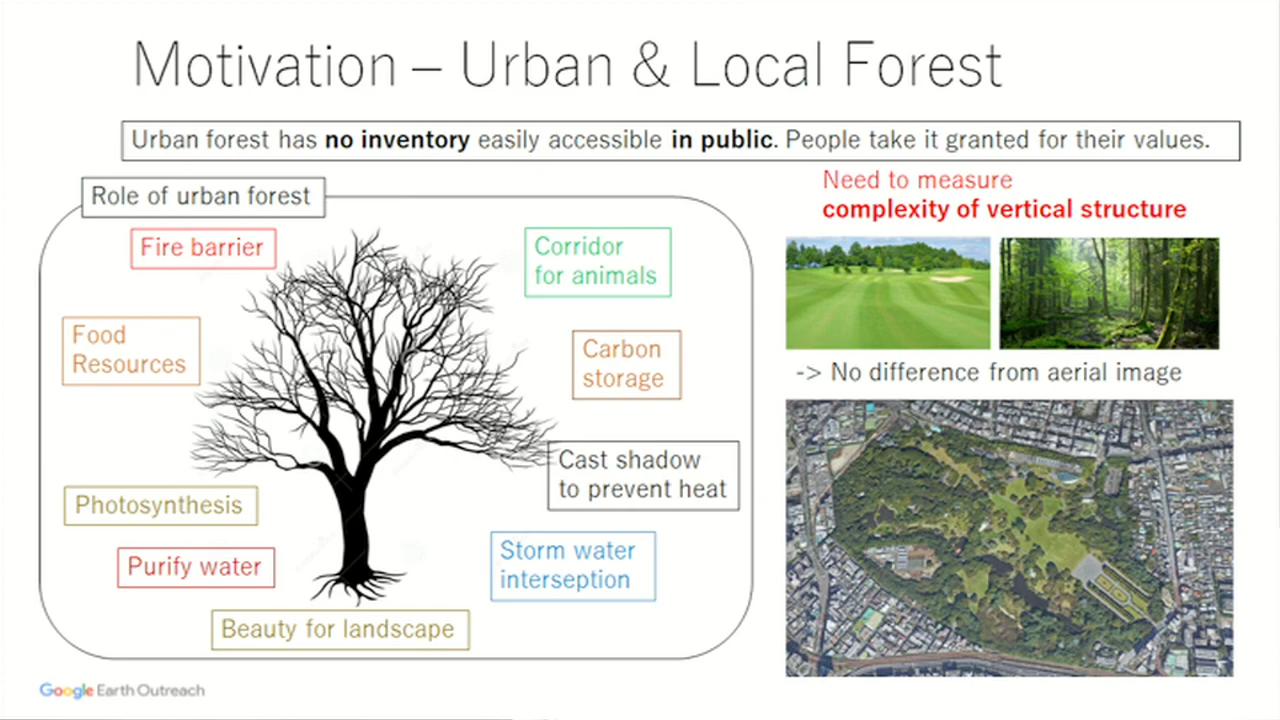 Motivation – Urban & Local Forest
Urban forest has no inventory easily accessible in public. People take it granted for their values.
Role of urban forest
Fire barrier
Corridor
for animals
Food
Resources
Carbon
storage
Cast shadow
to prevent heat
Photosynthesis
Purify water
Storm water
interseption
Beauty for landscape
Need to measure
complexity of vertical structure
-> No difference from aerial image
Google Earth Outreach